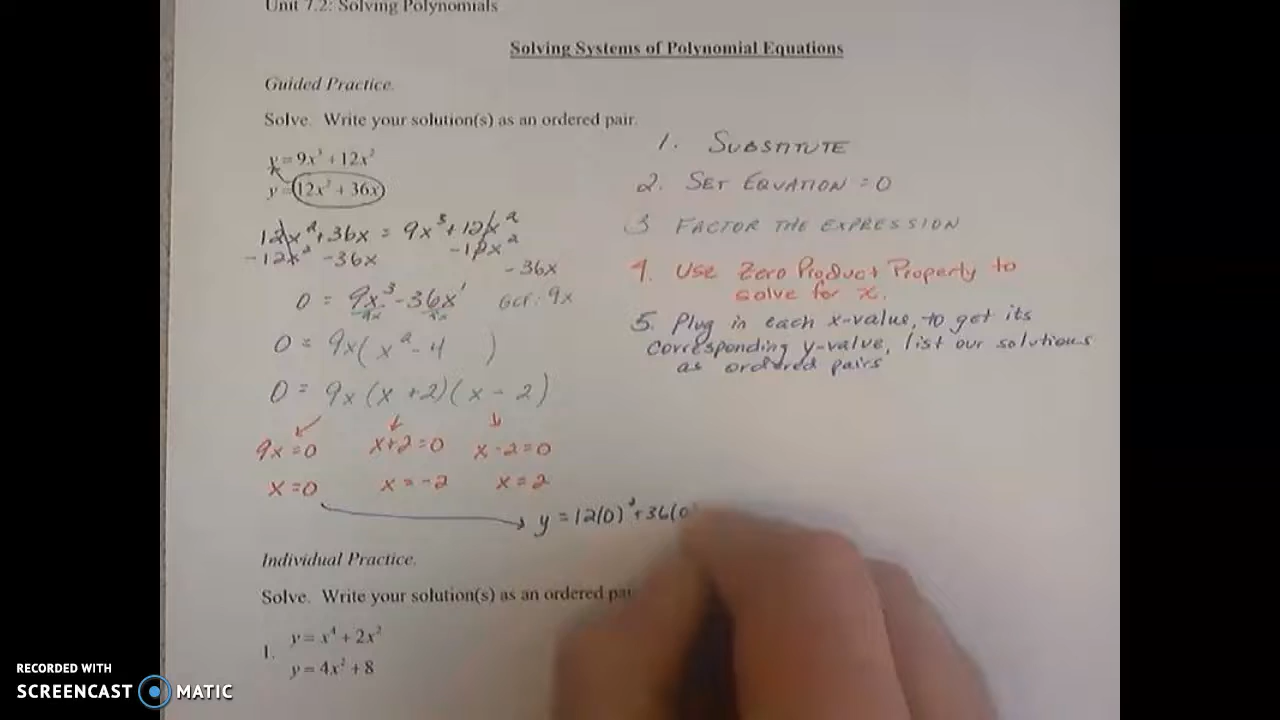 Unit 7.2: Solving Polynomials
Solving Systems of Polynomial Equations
Guided Practice.
Solve. Write your solution(s) as an ordered pair.
y = 9x³ + 12x²
y = 12x² + 36x
12x² + 36x = 9x³ + 12x²
-12x² - 36x - 12x²
- 36x
0 = 9x³ - 36x¹ GCF: 9x
9x 9x
0 = 9x( x² - 4 )
0 = 9x (x + 2)(x - 2)
9x = 0 x + 2 = 0 x - 2 = 0
x = 0 x = -2 x = 2
y = 12(0)² + 36(0
1. SUBSTITUTE
2. SET EQUATION = 0
3 FACTOR THE EXPRESSION
4. Use Zero Product Property to
solve for x.
5. Plug in each x-value, to get its
corresponding y-value, list our solutions
as ordered pairs
Individual Practice.
Solve. Write your solution(s) as an ordered pai
1.
y = x⁴ + 2x²
y = 4x² + 8
RECORDED WITH
SCREENCAST MATIC